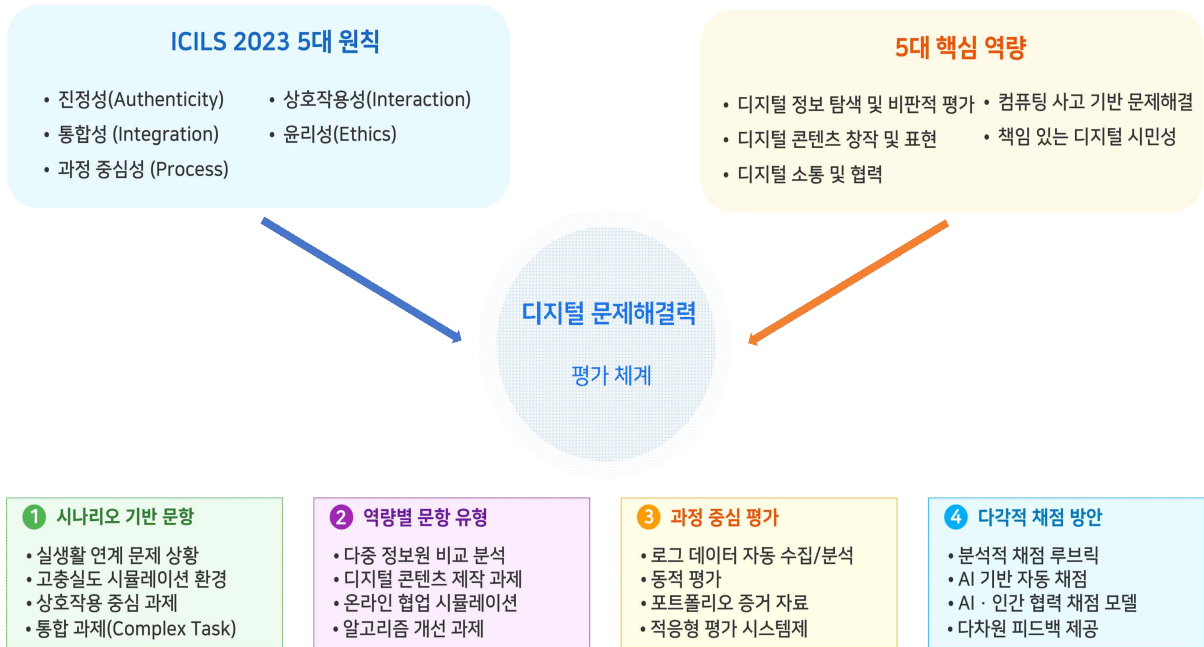 ICILS 2023 5대 원칙
• 진정성(Authenticity)
• 통합성 (Integration)
• 과정 중심성 (Process)
• 상호작용성(Interaction)
• 윤리성(Ethics)
5대 핵심 역량
• 디지털 정보 탐색 및 비판적 평가
• 디지털 콘텐츠 창작 및 표현
• 디지털 소통 및 협력
• 컴퓨팅 사고 기반 문제해결
• 책임 있는 디지털 시민성
디지털 문제해결력
평가 체계
1 시나리오 기반 문항
• 실생활 연계 문제 상황
• 고충실도 시뮬레이션 환경
• 상호작용 중심 과제
• 통합 과제(Complex Task)
2 역량별 문항 유형
• 다중 정보원 비교 분석
• 디지털 콘텐츠 제작 과제
• 온라인 협업 시뮬레이션
• 알고리즘 개선 과제
3 과정 중심 평가
• 로그 데이터 자동 수집/분석
• 동적 평가
• 포트폴리오 증거 자료
• 적응형 평가 시스템제
4 다각적 채점 방안
• 분석적 채점 루브릭
• AI 기반 자동 채점
• AI · 인간 협력 채점 모델
• 다차원 피드백 제공